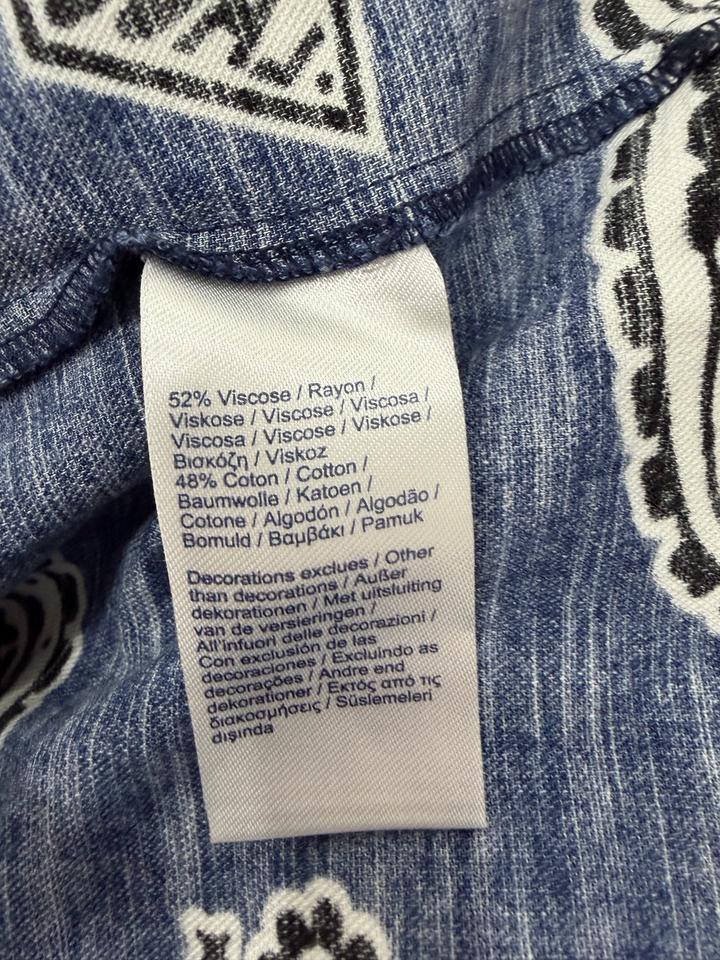 52% Viscose / Rayon /
Viskose / Viscose / Viscosa /
Viscosa / Viscose / Viskose /
Βισκόζη / Viskoz
48% Coton / Cotton /
Baumwolle / Katoen /
Cotone / Algodón / Algodão /
Bomuld / Βαμβάκι / Pamuk
Decorations exclues / Other
than decorations / Außer
dekorationen / Met uitsluiting
van de versieringen /
All'infuori delle decorazioni /
Con exclusión de las
decoraciones / Excluindo as
decorações / Andre end
dekorationer / Εκτός από τις
διακοσμήσεις / Süslemeleri
dışında